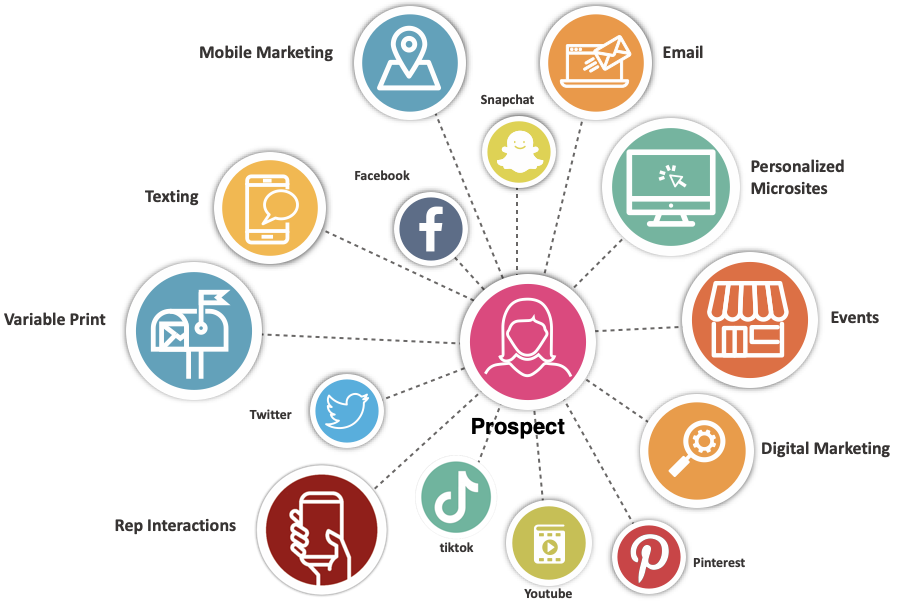 Mobile Marketing
Email
Snapchat
Facebook
Personalized
Microsites
Texting
Variable Print
Events
Twitter
Prospect
Digital Marketing
Rep Interactions
tiktok
Pinterest
Youtube